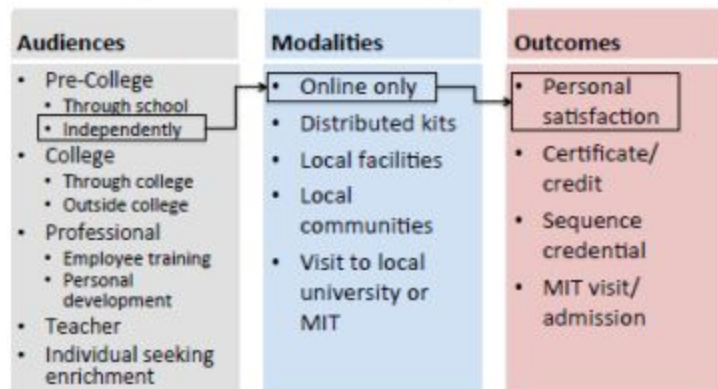 Audiences
• Pre-College
• Through school
• Independently
• College
• Through college
• Outside college
• Professional
• Employee training
• Personal
development
• Teacher
• Individual seeking
enrichment
Modalities
• Online only
• Distributed kits
• Local facilities
• Local
communities
• Visit to local
university or
MIT
Outcomes
• Personal
satisfaction
• Certificate/
credit
• Sequence
credential
• MIT visit/
admission